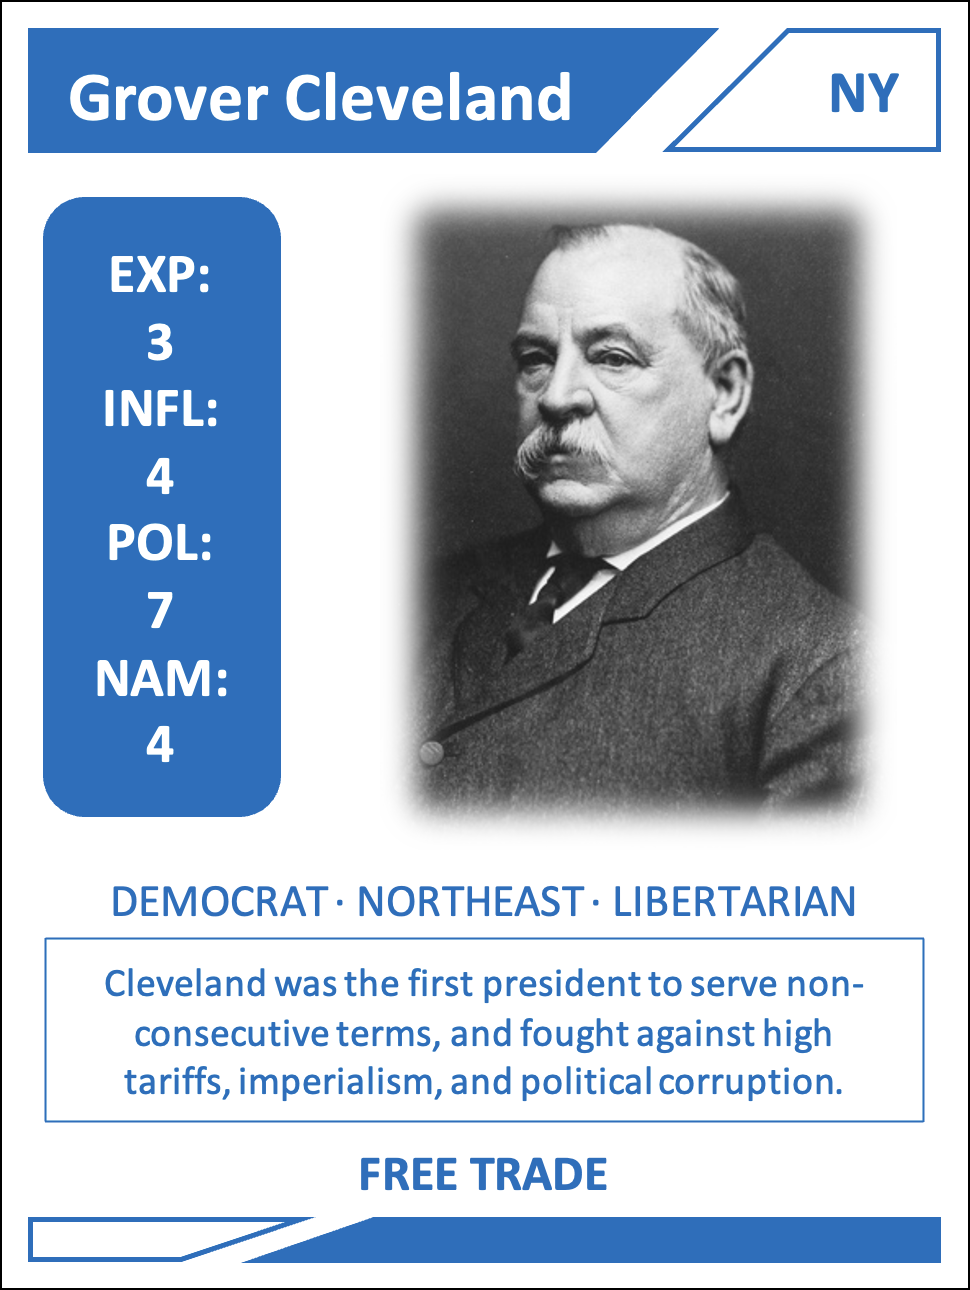 Grover Cleveland
NY
EXP:
3
INFL:
4
POL:
7
NAM:
4
DEMOCRAT · NORTHEAST · LIBERTARIAN
Cleveland was the first president to serve non-
consecutive terms, and fought against high
tariffs, imperialism, and political corruption.
FREE TRADE